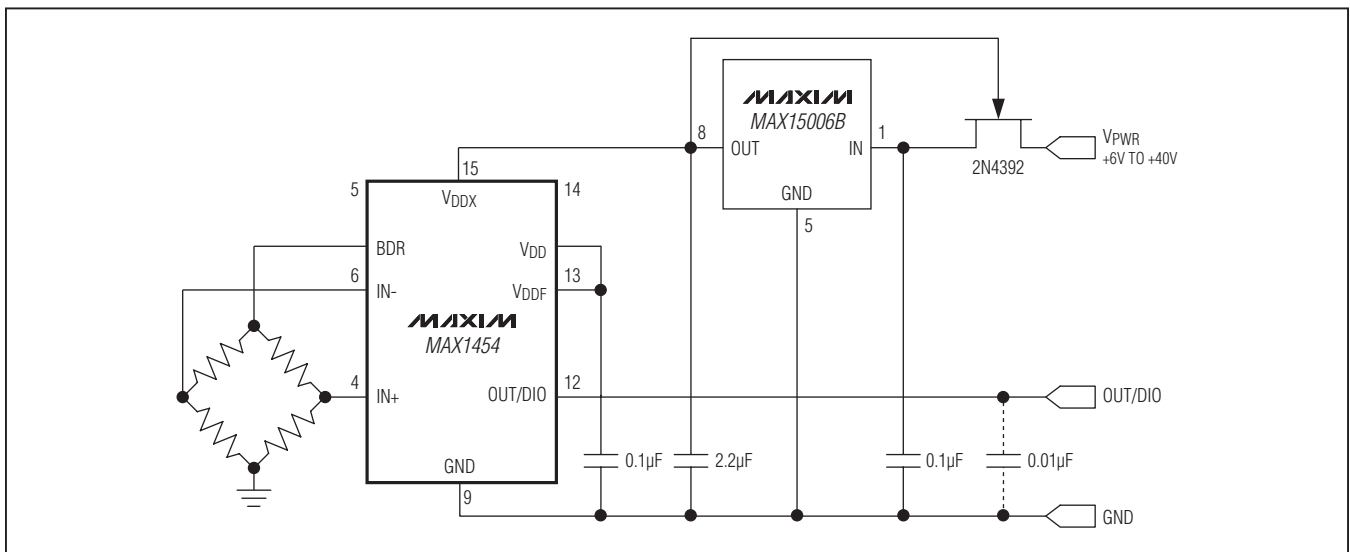 MAXIM
MAX15006B
8
OUT
IN
1
GND
5
2N4392
VPWR
+6V TO +40V
15
5
VDDX
14
BDR
VDD
6
IN-
13
VDDF
MAXIM
MAX1454
4
IN+
OUT/DIO
12
OUT/DIO
GND
9
0.1µF
2.2µF
0.1µF
0.01µF
GND